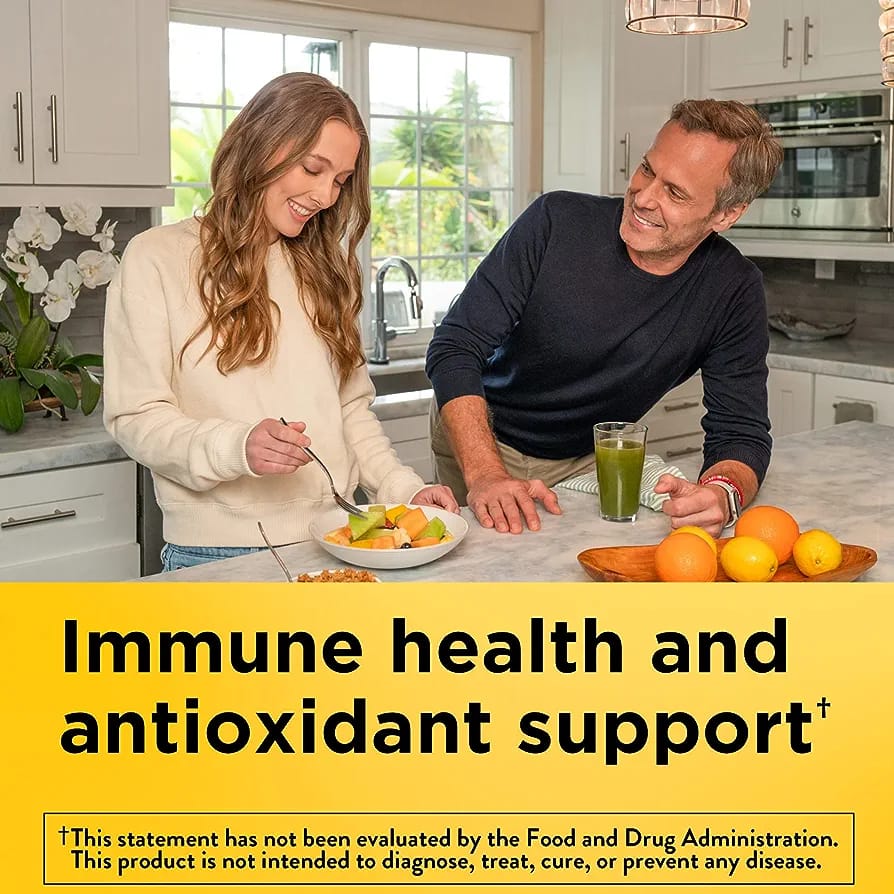 Immune health and
antioxidant support†
†This statement has not been evaluated by the Food and Drug Administration.
This product is not intended to diagnose, treat, cure, or prevent any disease.